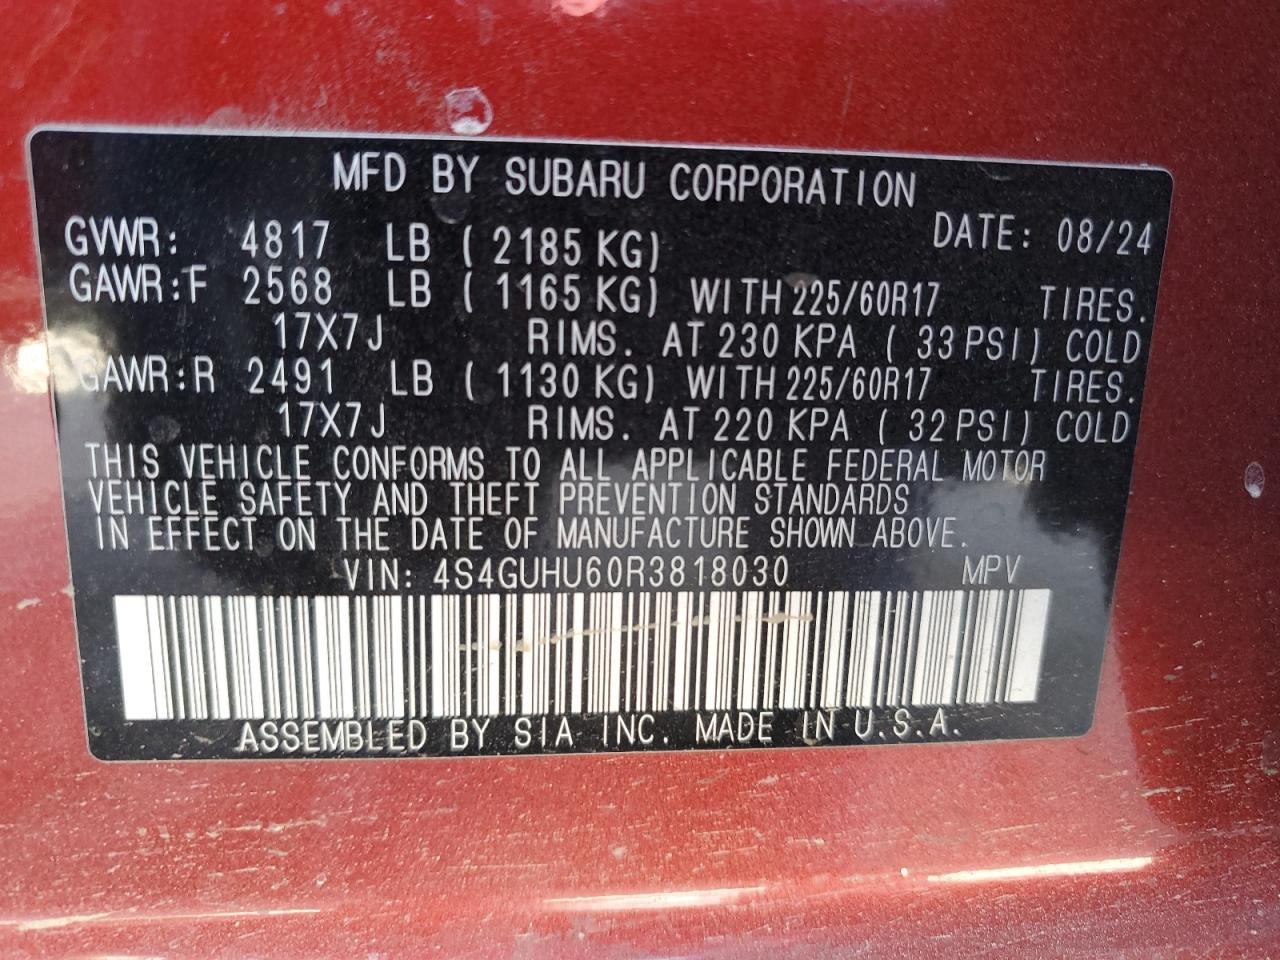 MFD BY SUBARU CORPORATION
GVWR: 4817 LB ( 2185 KG) DATE: 08/24
GAWR:F 2568 LB ( 1165 KG) WITH 225/60R17 TIRES.
17X7J RIMS. AT 230 KPA ( 33 PSI) COLD
GAWR:R 2491 LB ( 1130 KG) WITH 225/60R17 TIRES.
17X7J RIMS. AT 220 KPA ( 32 PSI) COLD
THIS VEHICLE CONFORMS TO ALL APPLICABLE FEDERAL MOTOR
VEHICLE SAFETY AND THEFT PREVENTION STANDARDS
IN EFFECT ON THE DATE OF MANUFACTURE SHOWN ABOVE.
VIN: 4S4GUHU60R3818030 MPV
ASSEMBLED BY SIA INC. MADE IN U.S.A.